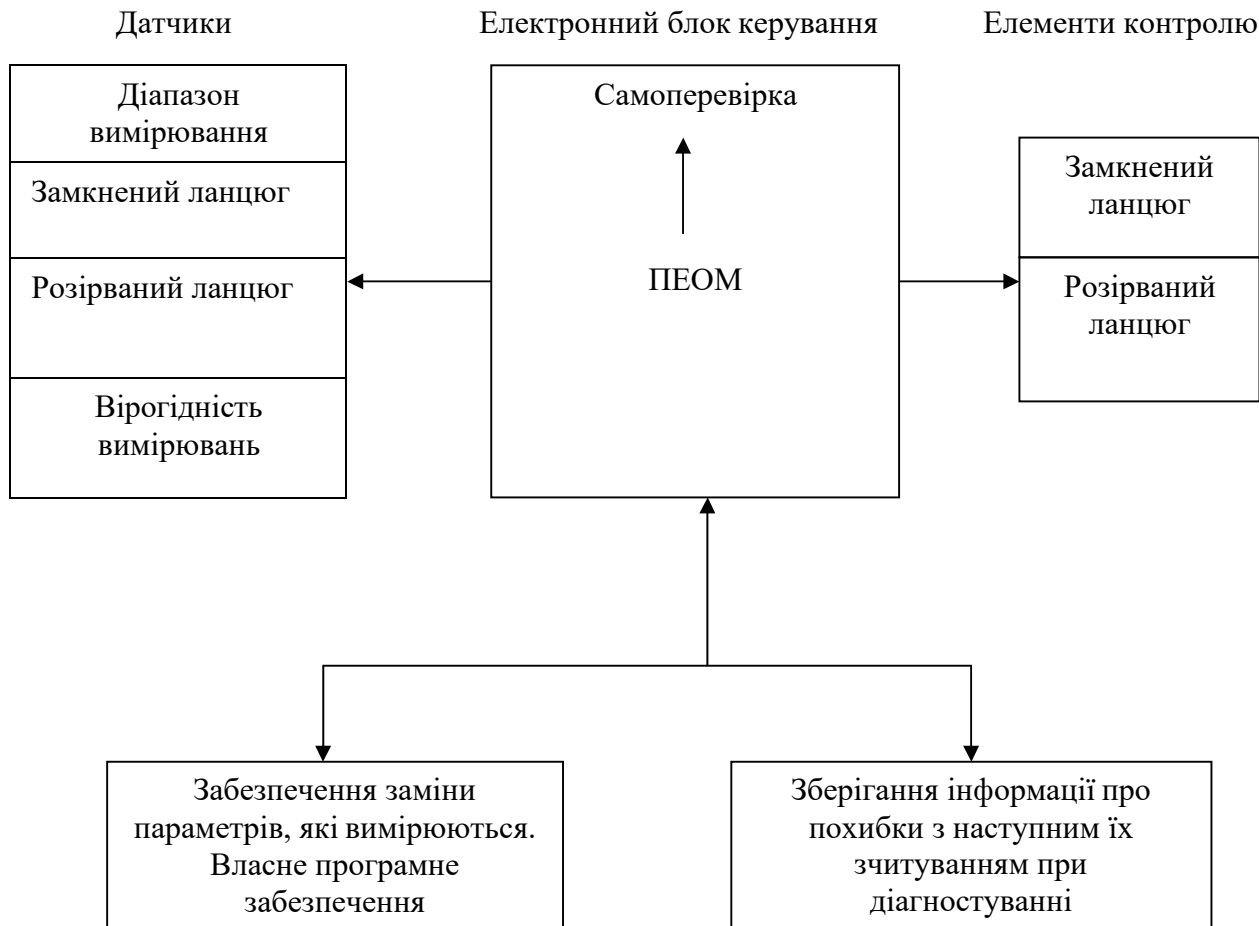 Датчики
Електронний блок керування
Елементи контролю
Діапазон
вимірювання
Замкнений ланцюг
Розірваний ланцюг
Вірогідність
вимірювань
Самоперевірка
ПЕОМ
Замкнений
ланцюг
Розірваний
ланцюг
Забезпечення заміни
параметрів, які вимірюються.
Власне програмне
забезпечення
Зберігання інформації про
похибки з наступним їх
зчитуванням при
діагностуванні